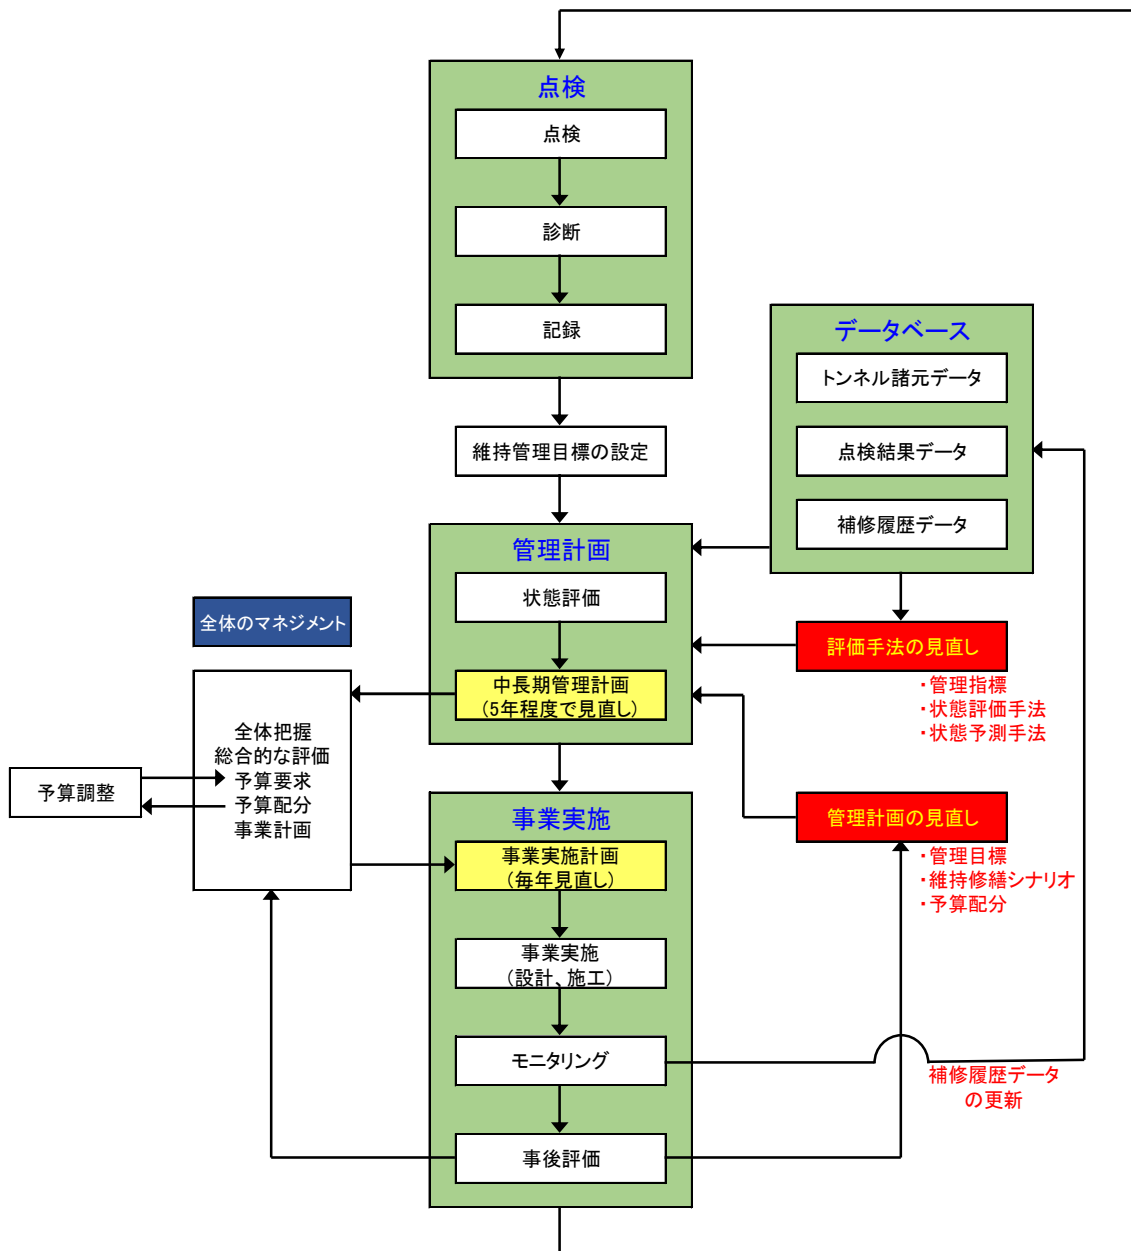 点検
点検
診断
記録
維持管理目標の設定
データベース
トンネル諸元データ
点検結果データ
補修履歴データ
管理計画
状態評価
中長期管理計画
(5年程度で見直し)
全体のマネジメント
全体把握
総合的な評価
予算要求
予算配分
事業計画
予算調整
評価手法の見直し
・管理指標
・状態評価手法
・状態予測手法
管理計画の見直し
・管理目標
・維持修繕シナリオ
・予算配分
事業実施
事業実施計画
(毎年見直し)
事業実施
(設計、施工)
モニタリング
補修履歴データ
の更新
事後評価